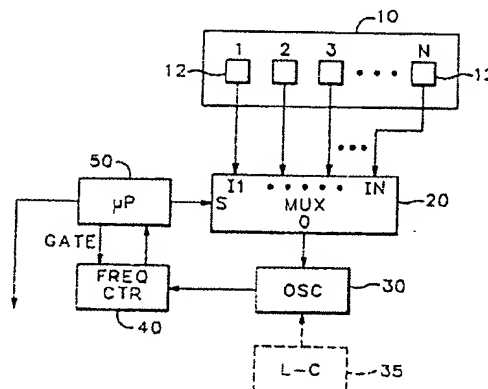 10
1 2 3 N
12 12
50
µP
I1 IN
S MUX 20
O
GATE
FREQ
CTR
40
OSC 30
L-C 35